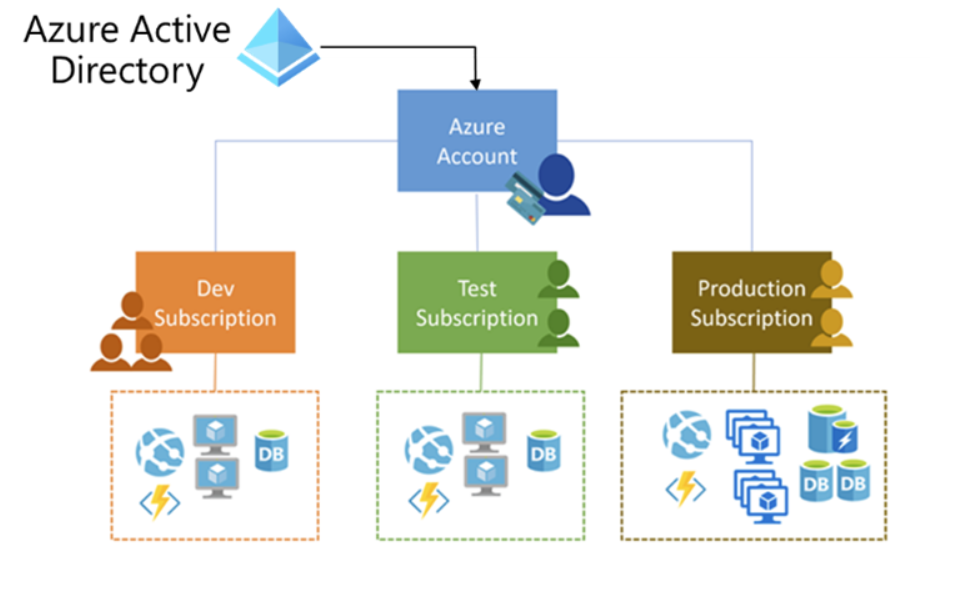 Azure Active
Directory
Azure
Account
Dev
Subscription
Test
Subscription
Production
Subscription
DB
DB
DB
DB